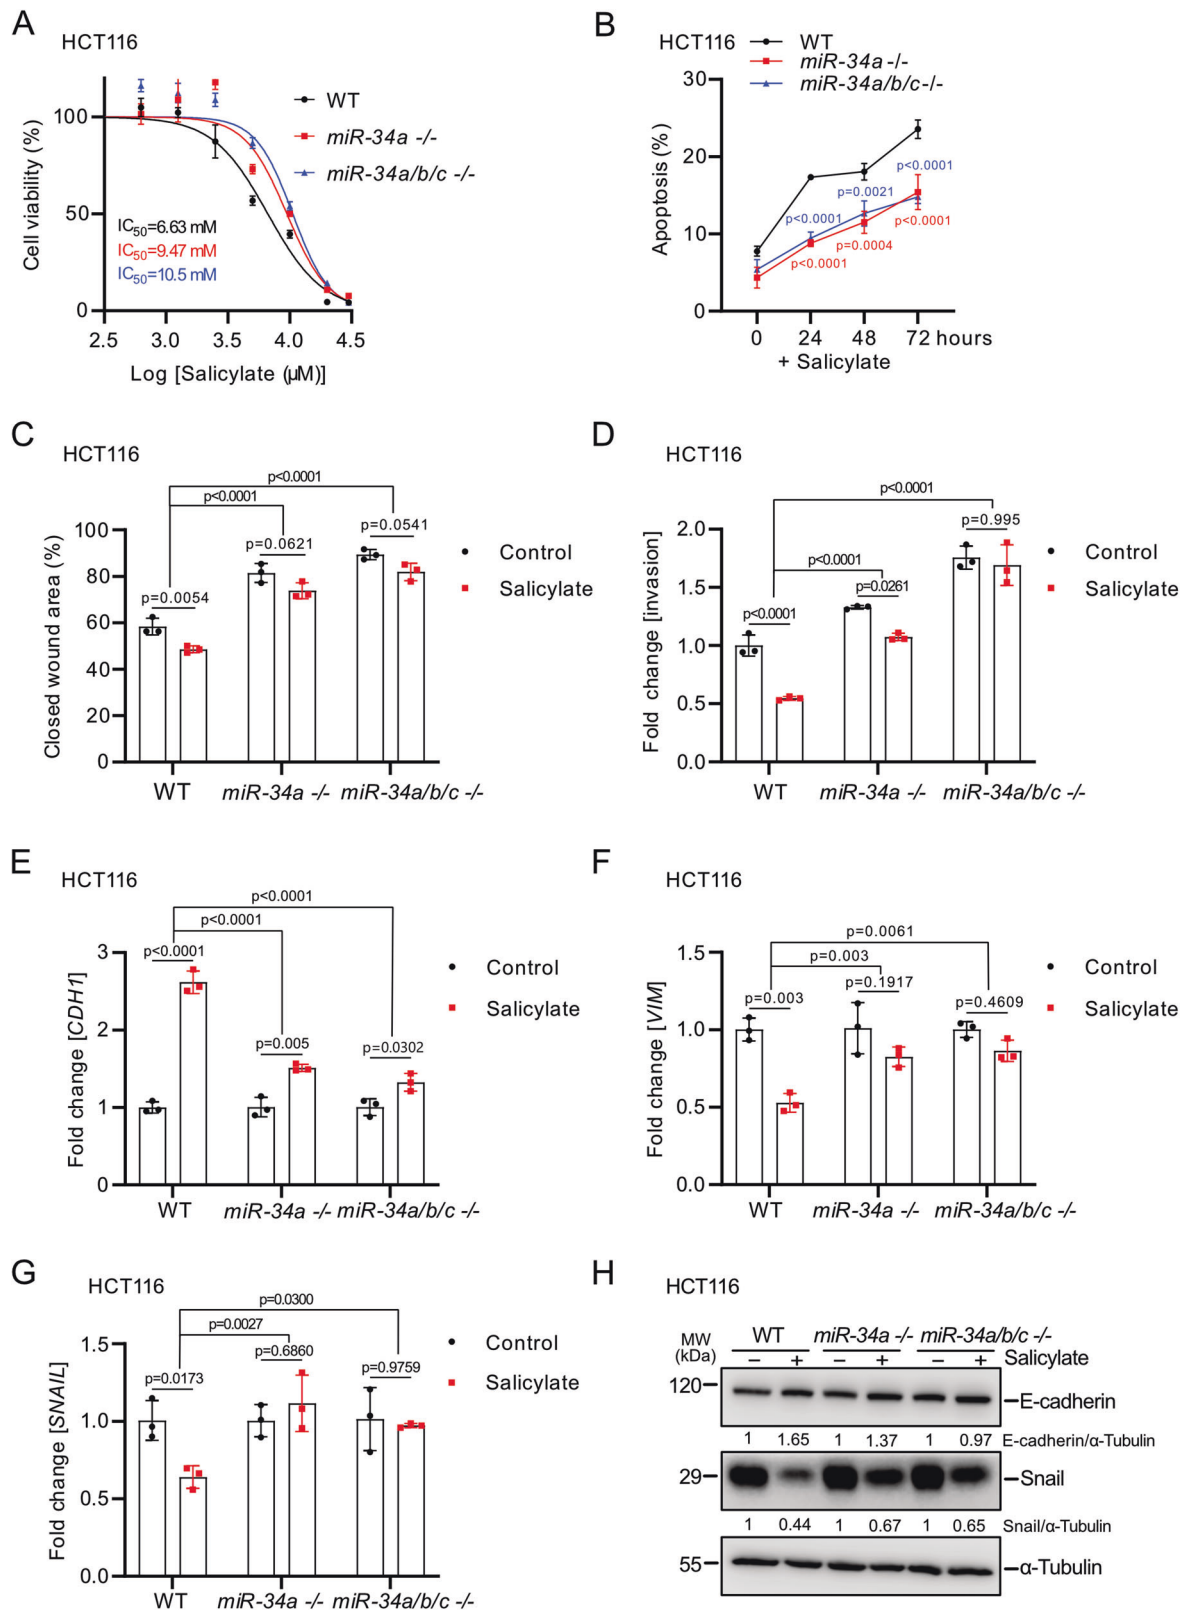 A
HCT116
WT
miR-34a -/-
miR-34a/b/c -/-
Cell viability (%)
100
50
0
IC50=6.63 mM
IC50=9.47 mM
IC50=10.5 mM
2.5 3.0 3.5 4.0 4.5
Log [Salicylate (µM)]
B
HCT116
WT
miR-34a -/-
miR-34a/b/c-/-
Apoptosis (%)
30
20
10
0
p<0.0001
p=0.0021
p<0.0001
p<0.0001
p=0.0004
p<0.0001
0 24 48 72 hours
+ Salicylate
C
HCT116
p<0.0001
p<0.0001
p=0.0541
p=0.0621
p=0.0054
Control
Salicylate
Closed wound area (%)
100
80
60
40
20
0
WT miR-34a -/- miR-34a/b/c -/-
D
HCT116
p<0.0001
p=0.995
p<0.0001
p=0.0261
p<0.0001
Control
Salicylate
Fold change [invasion]
2.0
1.5
1.0
0.5
0.0
WT miR-34a -/- miR-34a/b/c -/-
E
HCT116
p<0.0001
p<0.0001
p<0.0001
p=0.005
p=0.0302
Control
Salicylate
Fold change [CDH1]
3
2
1
0
WT miR-34a -/- miR-34a/b/c -/-
F
HCT116
p=0.0061
p=0.003
p=0.1917
p=0.003
p=0.4609
Control
Salicylate
Fold change [VIM]
1.5
1.0
0.5
0.0
WT miR-34a -/- miR-34a/b/c -/-
G
HCT116
p=0.0300
p=0.0027
p=0.6860
p=0.9759
p=0.0173
Control
Salicylate
Fold change [SNAIL]
1.5
1.0
0.5
0.0
WT miR-34a -/- miR-34a/b/c -/-
H
HCT116
MW
(kDa)
WT miR-34a -/- miR-34a/b/c -/-
– + – + – + Salicylate
120
E-cadherin
1 1.65 1 1.37 1 0.97 E-cadherin/α-Tubulin
29
Snail
1 0.44 1 0.67 1 0.65 Snail/α-Tubulin
55
α-Tubulin